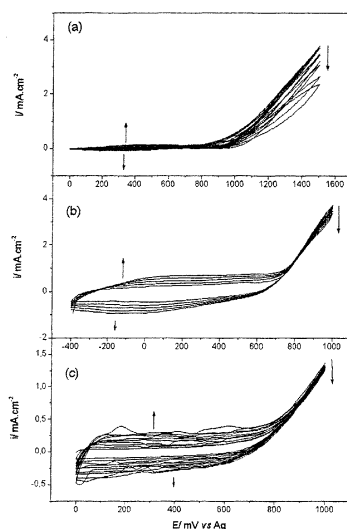 (a)
i/ mA.cm-2
4
2
0
0 200 400 600 800 1000 1200 1400 1600
(b)
i/ mA.cm-2
4
2
0
-2
-400 -200 0 200 400 600 800 1000
(c)
i/ mA.cm-2
1,5
1,0
0,5
0,0
-0,5
0 200 400 600 800 1000
E/ mV vs Ag